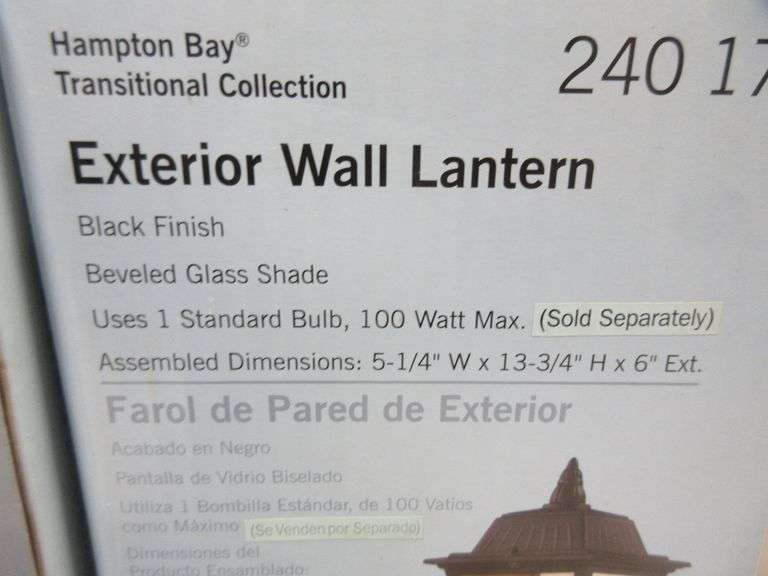 Hampton Bay®
Transitional Collection
240 17
Exterior Wall Lantern
Black Finish
Beveled Glass Shade
Uses 1 Standard Bulb, 100 Watt Max. (Sold Separately)
Assembled Dimensions: 5-1/4" W x 13-3/4" H x 6" Ext.
Farol de Pared de Exterior
Acabado en Negro
Pantalla de Vidrio Biselado
Utiliza 1 Bombilla Estándar, de 100 Vatios
como Máximo (Se Venden por Separado)
Dimensiones del
Producto Ensamblado: